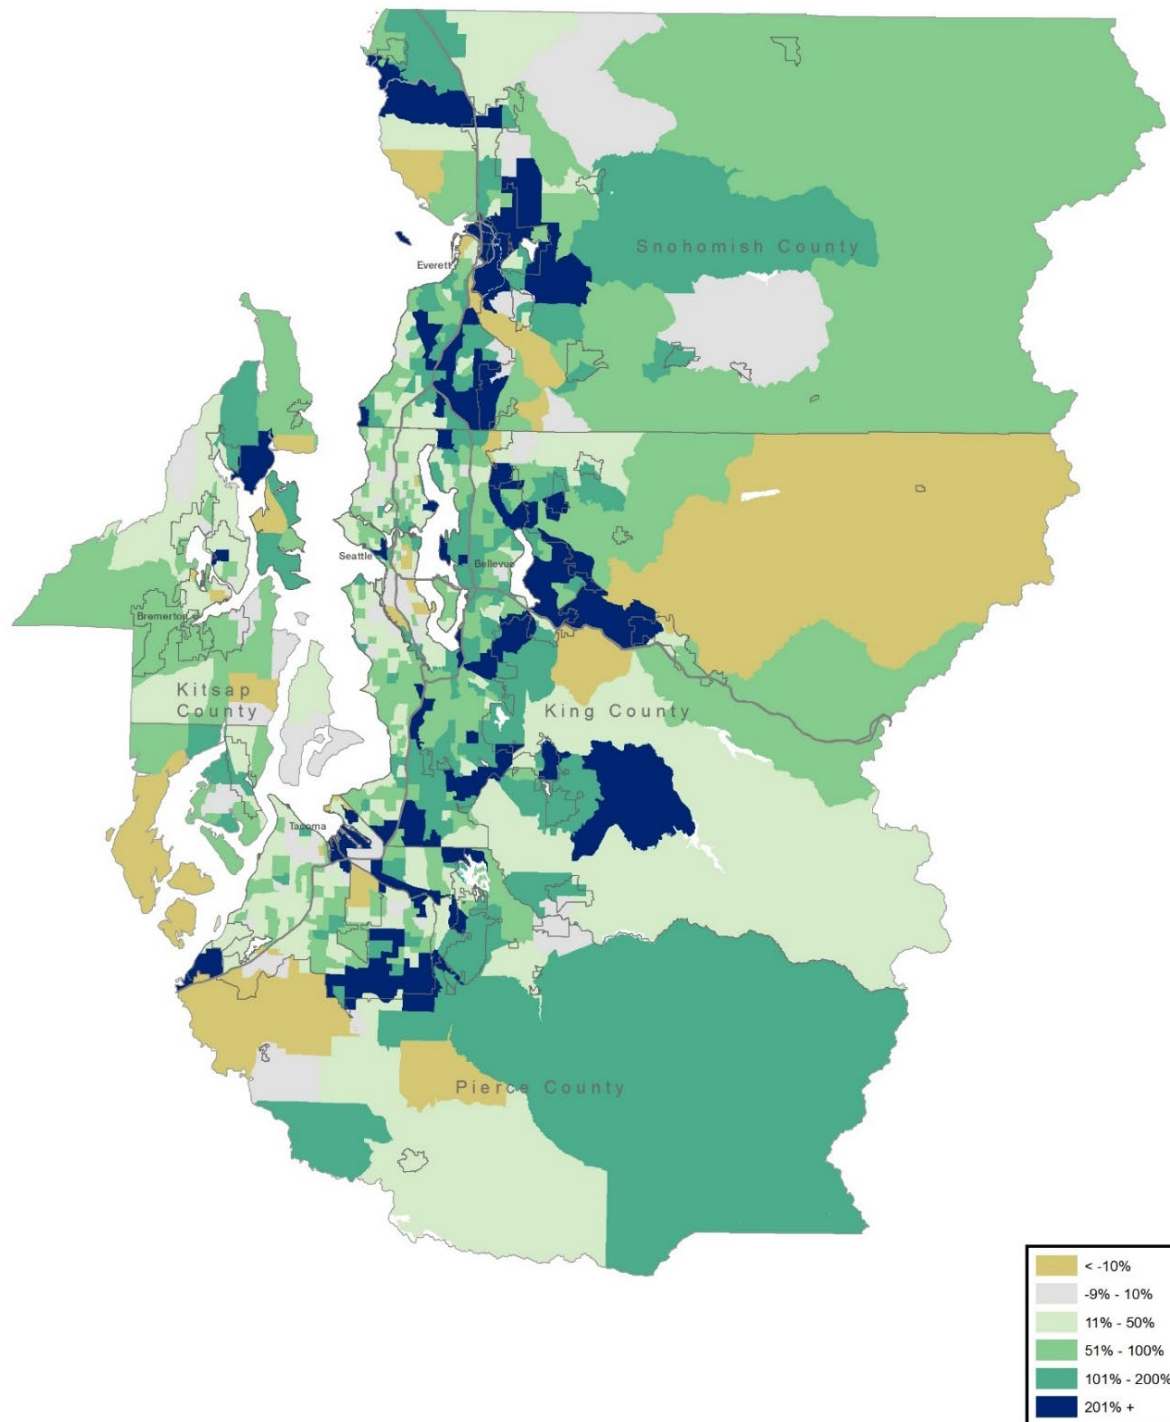 Snohomish County
Everett
Seattle
Bellevue
Bremerton
Kitsap
County
King County
Tacoma
Pierce County
< -10%
-9% - 10%
11% - 50%
51% - 100%
101% - 200%
201% +